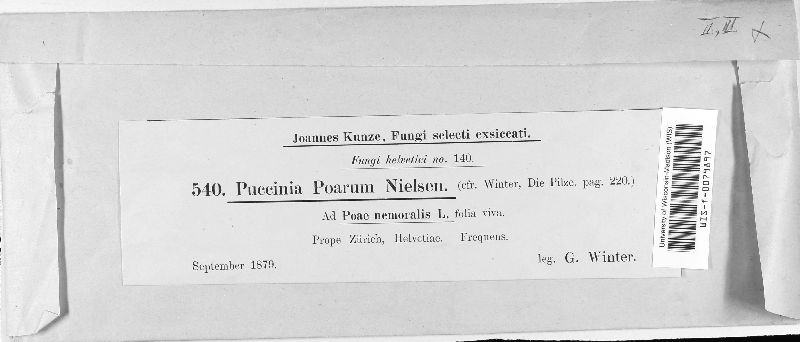 II, III x
Joannes Kunze, Fungi selecti exsiccati.
Fungi helvetici no. 140.
540. Puccinia Poarum Nielsen. (cfr. Winter, Die Pilze. pag. 220.)
Ad Poae nemoralis L. folia viva.
Prope Zürich, Helvetiae. Frequens.
September 1879. leg. G. Winter.
University of Wisconsin-Madison (WIS)
WIS-f-0079897